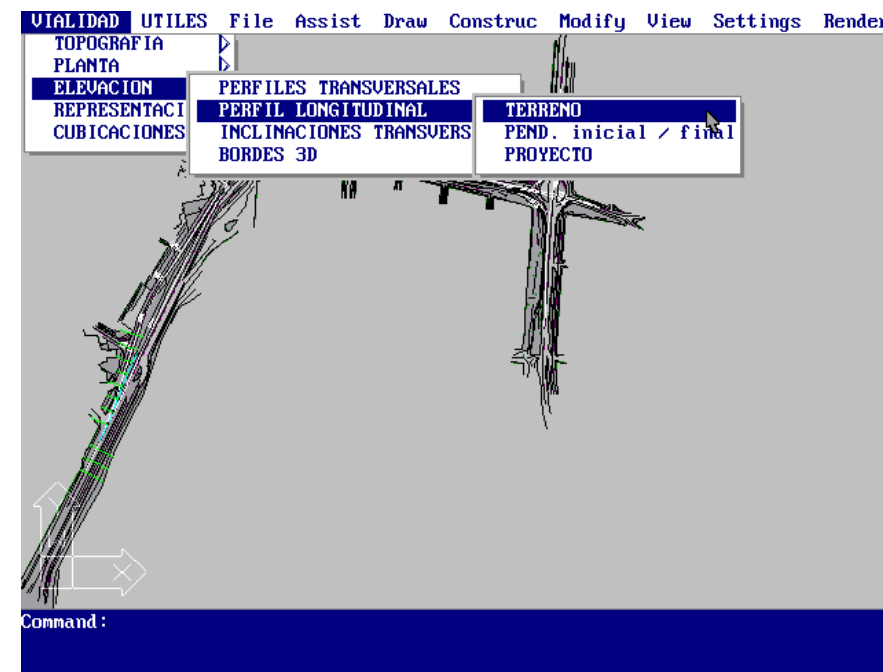 VIALIDAD UTILES File Assist Draw Construc Modify View Settings Render
TOPOGRAFIA
PLANTA
ELEVACION
REPRESENTACI
CUBICACIONES
PERFILES TRANSVERSALES
PERFIL LONGITUDINAL
INCLINACIONES TRANSVERS
BORDES 3D
TERRENO
PEND. inicial / final
PROYECTO
X
Command: